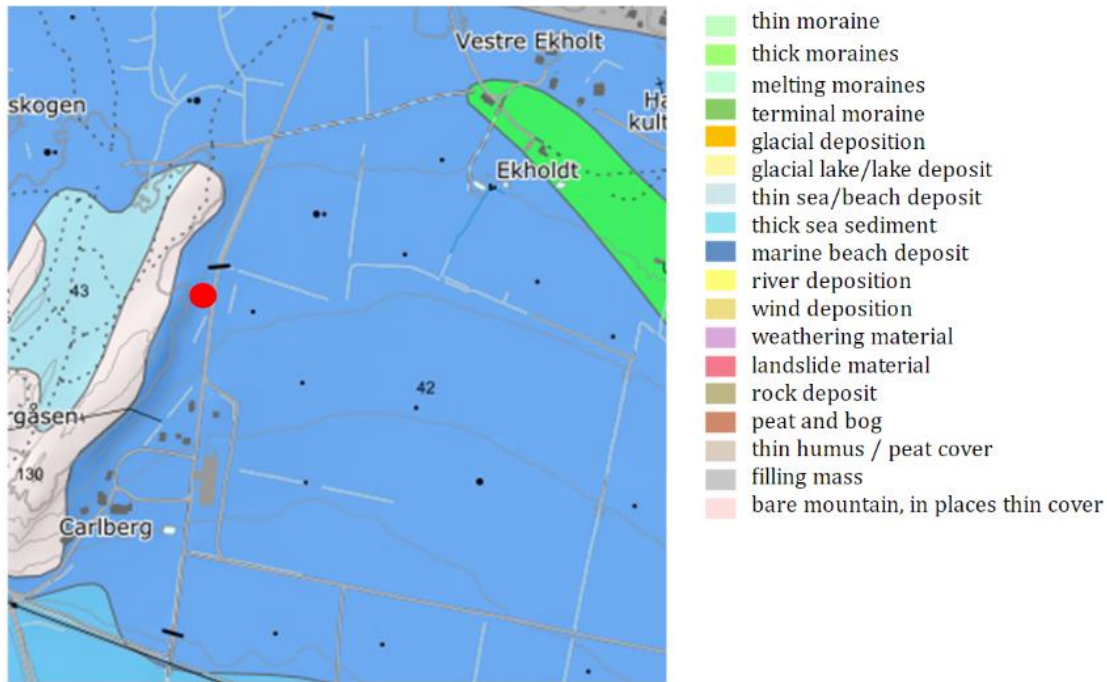 Vestre Ekholt
skogen
Ha
kult
Ekholdt
43
42
rgåsen
130
Carlberg
thin moraine
thick moraines
melting moraines
terminal moraine
glacial deposition
glacial lake/lake deposit
thin sea/beach deposit
thick sea sediment
marine beach deposit
river deposition
wind deposition
weathering material
landslide material
rock deposit
peat and bog
thin humus / peat cover
filling mass
bare mountain, in places thin cover